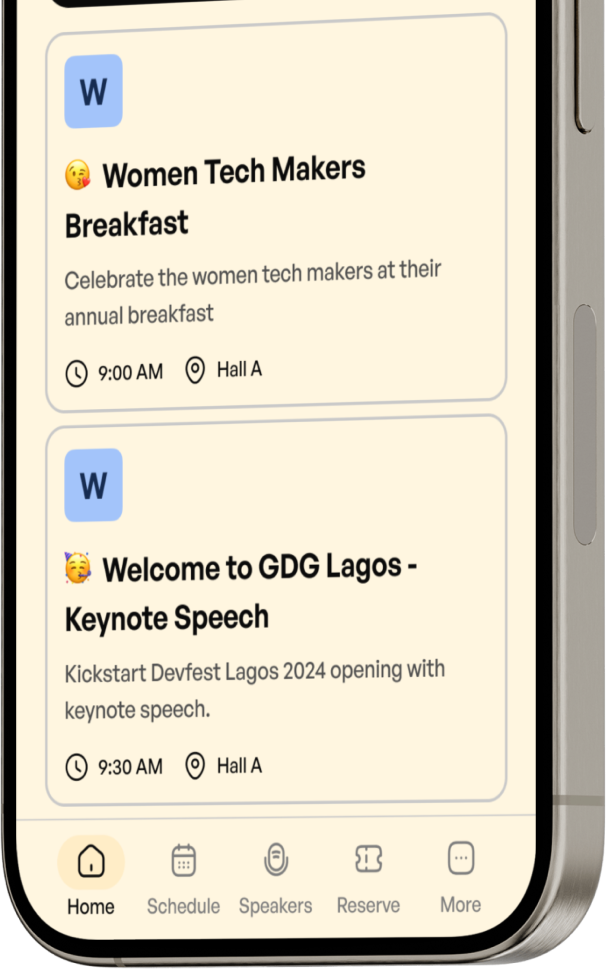 W
😘 Women Tech Makers
Breakfast
Celebrate the women tech makers at their
annual breakfast
9:00 AM Hall A
W
🥳 Welcome to GDG Lagos -
Keynote Speech
Kickstart Devfest Lagos 2024 opening with
keynote speech.
9:30 AM Hall A
Home Schedule Speakers Reserve More